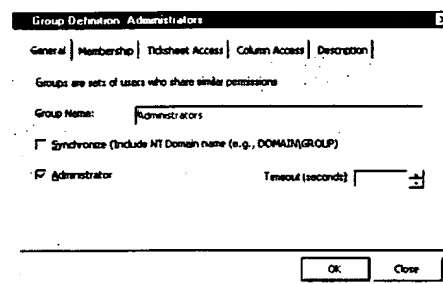 Group Definition Administrators
General Membership Ticksheet Access Column Access Description
Groups are sets of users who share similar permissions
Group Name: Administrators
Synchronize (Include NT Domain name (e.g., DOMAIN\GROUP)
Administrator Timeout (seconds)
OK Close